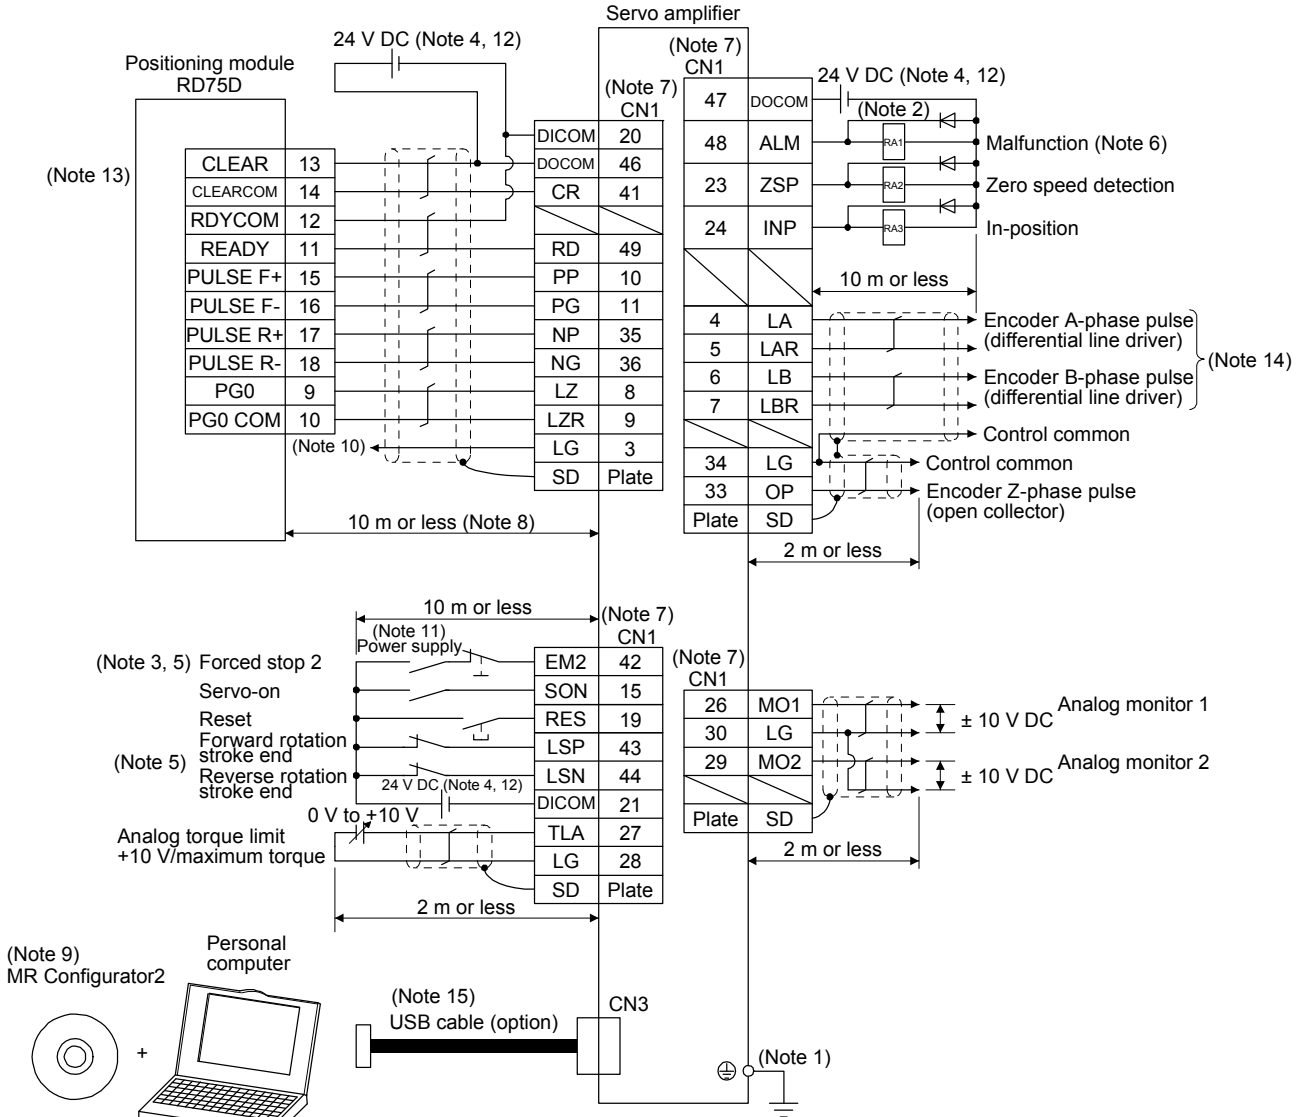 Servo amplifier
24 V DC (Note 4, 12)
Positioning module
RD75D
(Note 13)
CLEAR 13
CLEARCOM 14
RDYCOM 12
READY 11
PULSE F+ 15
PULSE F- 16
PULSE R+ 17
PULSE R- 18
PG0 9
PG0 COM 10
(Note 10)
(Note 7)
CN1
DICOM 20
DOCOM 46
CR 41
RD 49
PP 10
PG 11
NP 35
NG 36
LZ 8
LZR 9
LG 3
SD Plate
10 m or less (Note 8)
(Note 7)
CN1
24 V DC (Note 4, 12)
47 DOCOM
(Note 2)
48 ALM RA1 Malfunction (Note 6)
23 ZSP RA2 Zero speed detection
24 INP RA3 In-position
10 m or less
4 LA Encoder A-phase pulse
(differential line driver)
5 LAR
6 LB Encoder B-phase pulse
(differential line driver)
7 LBR
(Note 14)
Control common
34 LG Control common
33 OP Encoder Z-phase pulse
(open collector)
Plate SD
2 m or less
10 m or less
(Note 7)
CN1
(Note 11)
Power supply
(Note 3, 5) Forced stop 2 EM2 42
Servo-on SON 15
Reset RES 19
Forward rotation
stroke end LSP 43
(Note 5)
Reverse rotation
stroke end LSN 44
24 V DC (Note 4, 12)
DICOM 21
0 V to +10 V
Analog torque limit
+10 V/maximum torque
TLA 27
LG 28
SD Plate
2 m or less
(Note 7)
CN1
26 MO1 Analog monitor 1
± 10 V DC
30 LG
29 MO2 Analog monitor 2
± 10 V DC
Plate SD
2 m or less
(Note 9)
MR Configurator2
+
Personal
computer
(Note 15)
USB cable (option)
CN3
(Note 1)